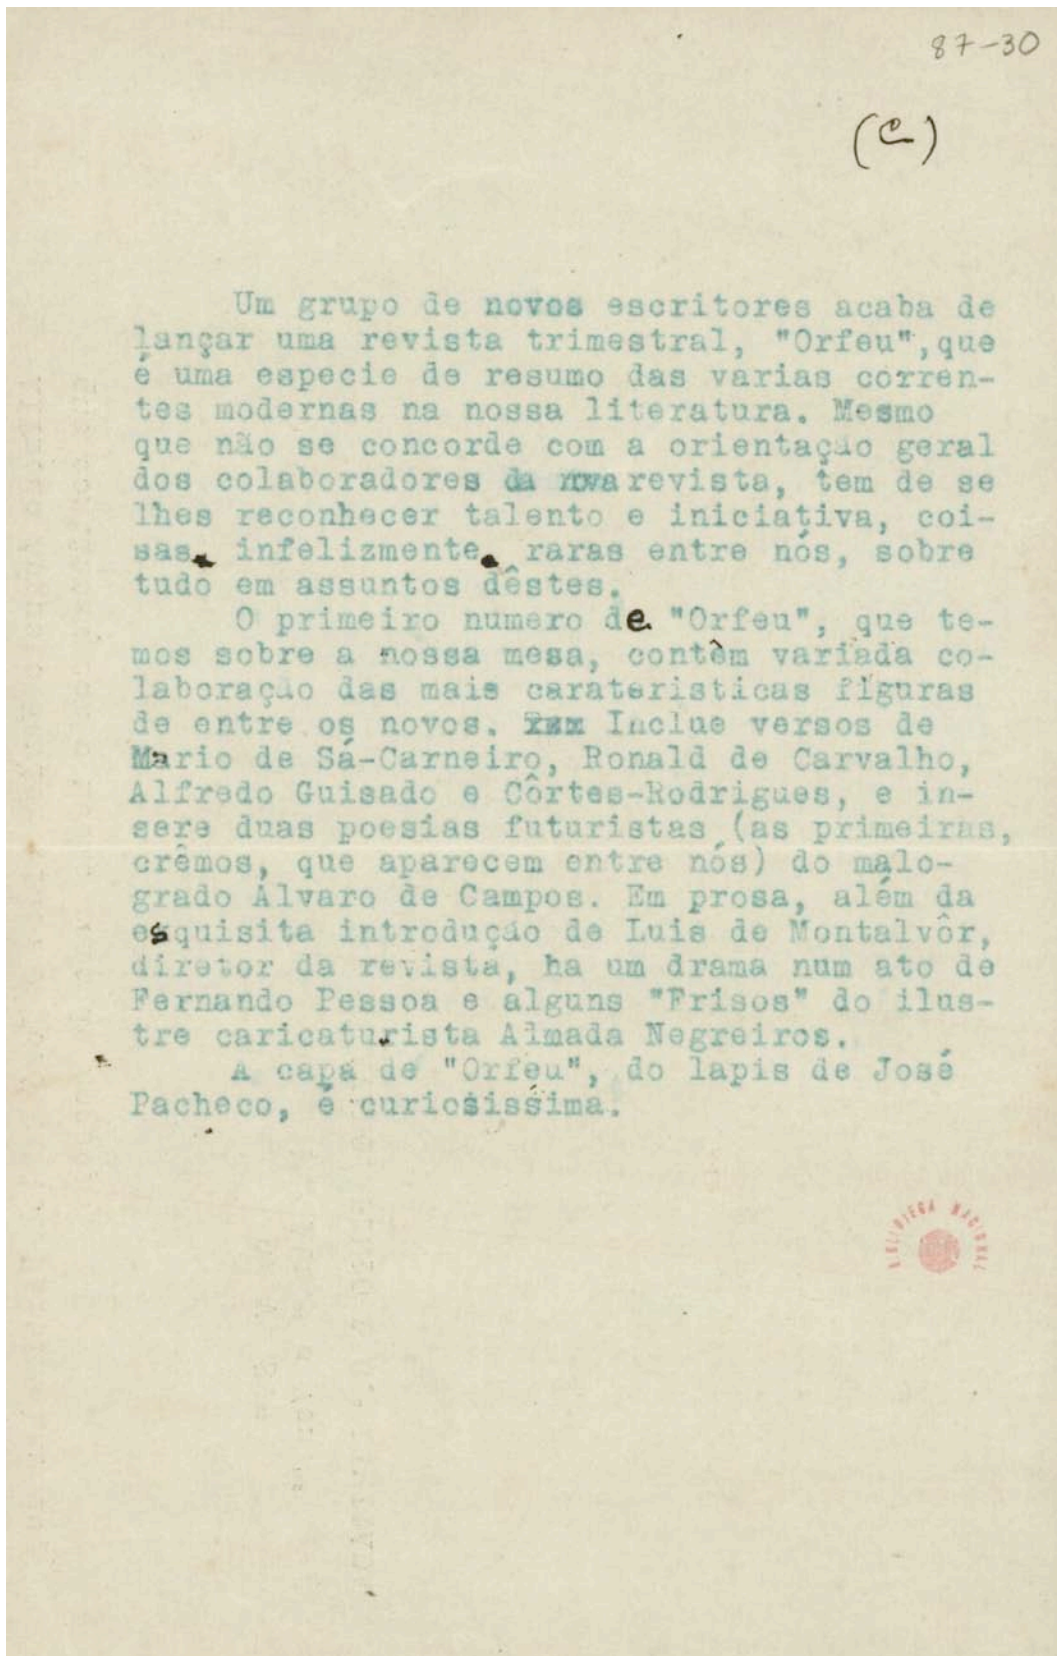 87-30
(C)
Um grupo de novos escritores acaba de
lançar uma revista trimestral, "Orfeu", que
é uma especie de resumo das varias corren-
tes modernas na nossa literatura. Mesmo
que não se concorde com a orientação geral
dos colaboradores da nova revista, tem de se
lhes reconhecer talento e iniciativa, coi-
sas, infelizmente, raras entre nós, sobre
tudo em assuntos dêstes.
O primeiro numero de "Orfeu", que te-
mos sobre a nossa mesa, contêm variada co-
laboração das mais carateristicas figuras
de entre os novos. Inclue versos de
Mario de Sá-Carneiro, Ronald de Carvalho,
Alfredo Guisado e Côrtes-Rodrigues, e in-
sere duas poesias futuristas (as primeiras,
crêmos, que aparecem entre nós) do malo-
grado Alvaro de Campos. Em prosa, além da
esquisita introdução de Luis de Montalvôr,
diretor da revista, ha um drama num ato de
Fernando Pessoa e alguns "Frisos" do ilus-
tre caricaturista Almada Negreiros.
A capa de "Orfeu", do lapis de José
Pacheco, é curiosissima.
BIBLIOTECA NACIONAL